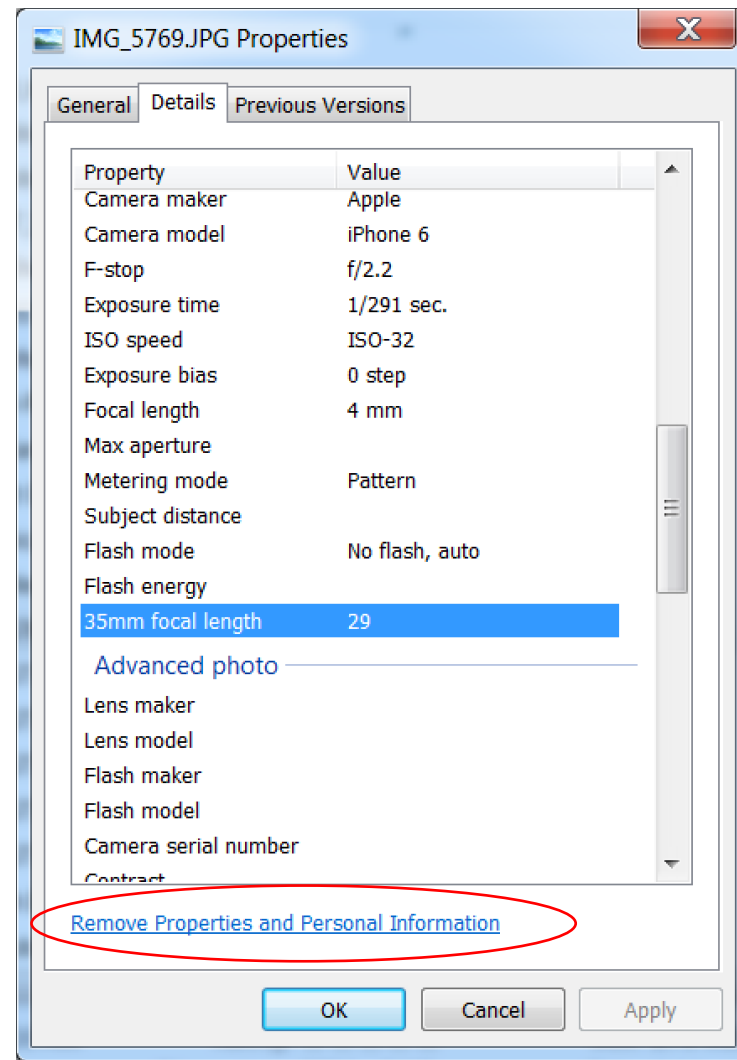 IMG_5769.JPG Properties
General Details Previous Versions
Property Value
Camera maker Apple
Camera model iPhone 6
F-stop f/2.2
Exposure time 1/291 sec.
ISO speed ISO-32
Exposure bias 0 step
Focal length 4 mm
Max aperture
Metering mode Pattern
Subject distance
Flash mode No flash, auto
Flash energy
35mm focal length 29
Advanced photo
Lens maker
Lens model
Flash maker
Flash model
Camera serial number
Contrast
Remove Properties and Personal Information
OK Cancel Apply